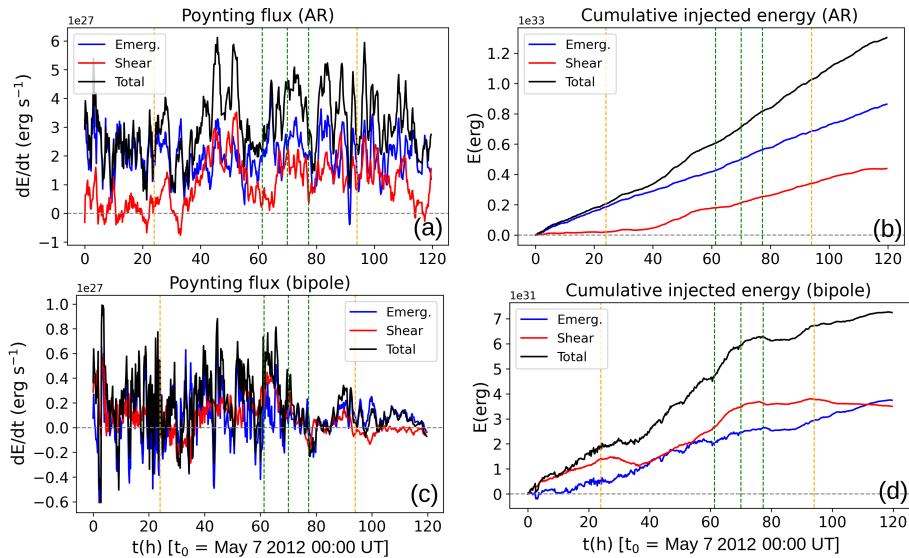 Poynting flux (AR)
1e27
dE/dt (erg s⁻¹)
6
5
4
3
2
1
0
−1
Emerg.
Shear
Total
(a)
0 20 40 60 80 100 120
Cumulative injected energy (AR)
1e33
E(erg)
1.2
1.0
0.8
0.6
0.4
0.2
0.0
Emerg.
Shear
Total
(b)
0 20 40 60 80 100 120
Poynting flux (bipole)
1e27
dE/dt (erg s⁻¹)
1.0
0.8
0.6
0.4
0.2
0.0
−0.2
−0.4
−0.6
Emerg.
Shear
Total
(c)
0 20 40 60 80 100 120
t(h) [t₀ = May 7 2012 00:00 UT]
Cumulative injected energy (bipole)
1e31
E(erg)
7
6
5
4
3
2
1
0
Emerg.
Shear
Total
(d)
0 20 40 60 80 100 120
t(h) [t₀ = May 7 2012 00:00 UT]